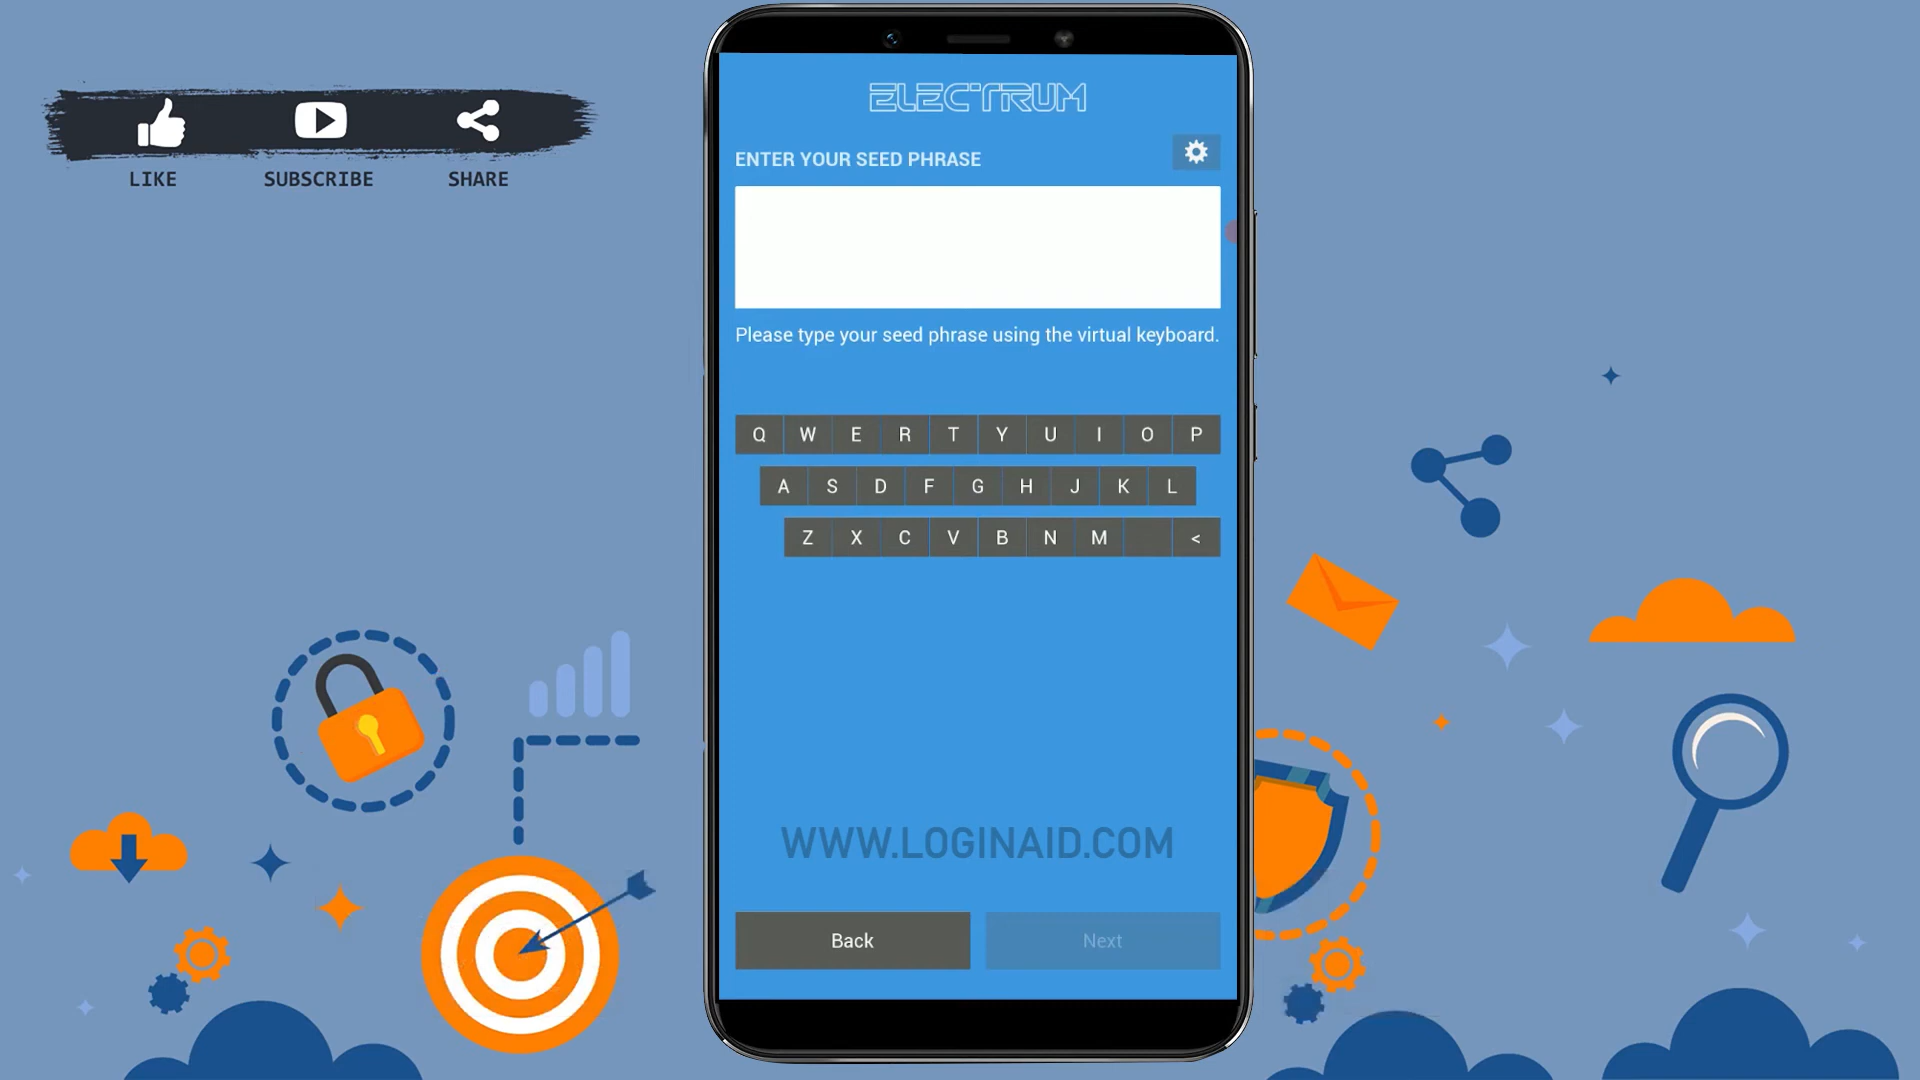 LIKE SUBSCRIBE SHARE
ELECTRUM
ENTER YOUR SEED PHRASE
Please type your seed phrase using the virtual keyboard.
Q W E R T Y U I O P
A S D F G H J K L
Z X C V B N M <
WWW.LOGINAID.COM
Back Next